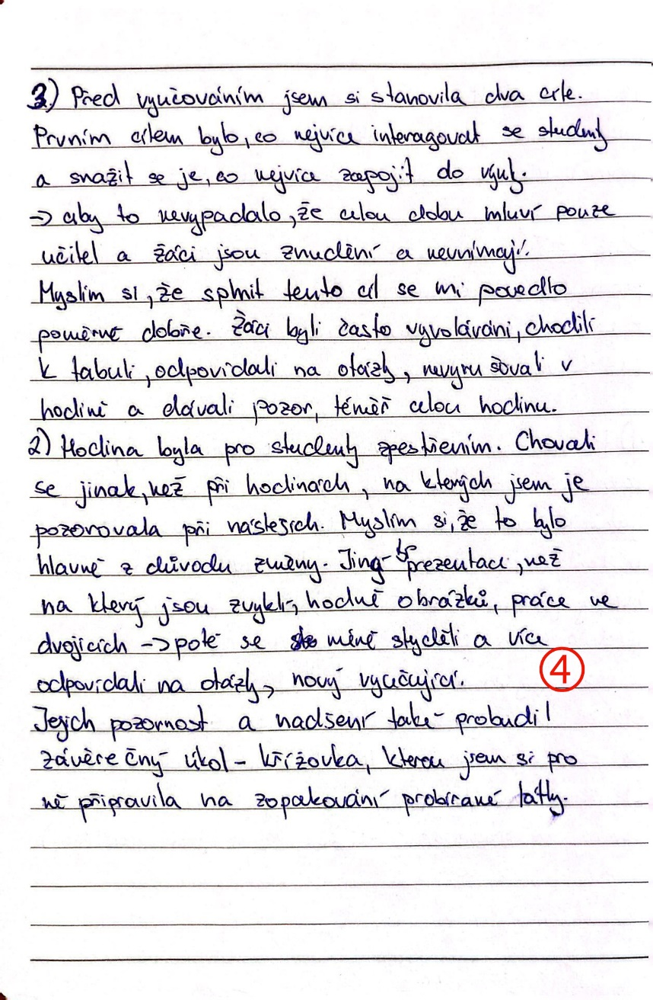 3.) Před vyučováním jsem si stanovila dva cíle.
Prvním cílem bylo, co nejvíce interagovat se studenty
a snažit se je, co nejvíce zapojit do výuky.
→ aby to nevypadalo, že celou dobu mluví pouze
učitel a žáci jsou znudění a nevnímají.
Myslím si, že splnit tento cíl se mi povedlo
poměrně dobře. Žáci byli často vyvoláváni, chodili
k tabuli, odpovídali na otázky, nevyrušovali v
hodině a dávali pozor, téměř celou hodinu.
2) Hodina byla pro studenty zpestřením. Chovali
se jinak, než při hodinách, na kterých jsem je
pozorovala při náslesích. Myslím si, že to bylo
hlavně z důvodu změny. Jiný typ prezentace, než
na který jsou zvyklí, hodně obrázků, práce ve
dvojicích → poté se méně styděli a více
odpovídali na otázky, nový vyučující.
④
Jejich pozornost a nadšení také probudil
závěrečný úkol - křížovka, kterou jsem si pro
ně připravila na zopakování probírané látky.